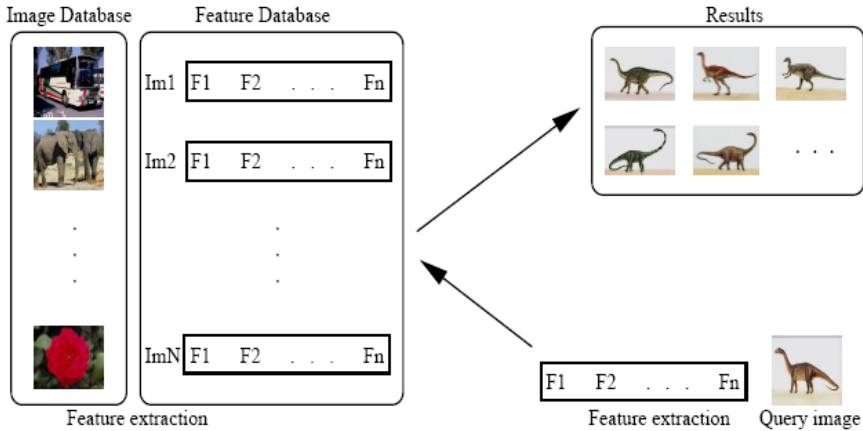 Image Database
Feature Database
Im1 F1 F2 . . . Fn
Im2 F1 F2 . . . Fn
.
.
.
ImN F1 F2 . . . Fn
Feature extraction
Results
. . .
F1 F2 . . . Fn
Feature extraction
Query image